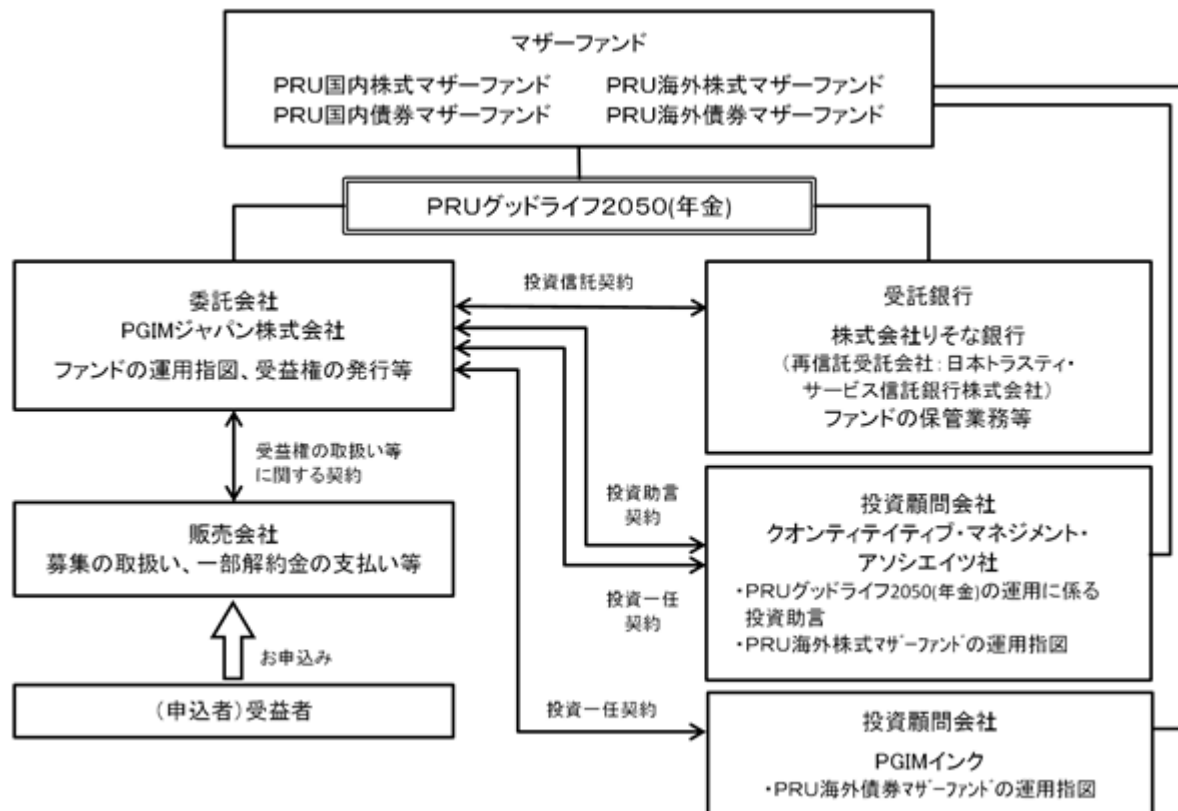 マザーファンド
PRU国内株式マザーファンド　PRU海外株式マザーファンド
PRU国内債券マザーファンド　PRU海外債券マザーファンド
PRUグッドライフ2050(年金)
委託会社
PGIMジャパン株式会社
ファンドの運用指図、受益権の発行等
投資信託契約
受託銀行
株式会社りそな銀行
（再信託受託会社：日本トラスティ・
サービス信託銀行株式会社）
ファンドの保管業務等
受益権の取扱い等
に関する契約
投資助言
契約
投資顧問会社
クオンティテイティブ・マネジメント・
アソシエイツ社
・PRUグッドライフ2050(年金)の運用に係る
投資助言
・PRU海外株式ﾏｻﾞｰﾌｧﾝﾄﾞの運用指図
販売会社
募集の取扱い、一部解約金の支払い等
投資一任
契約
お申込み
（申込者）受益者
投資一任契約
投資顧問会社
PGIMインク
・PRU海外債券ﾏｻﾞｰﾌｧﾝﾄﾞの運用指図